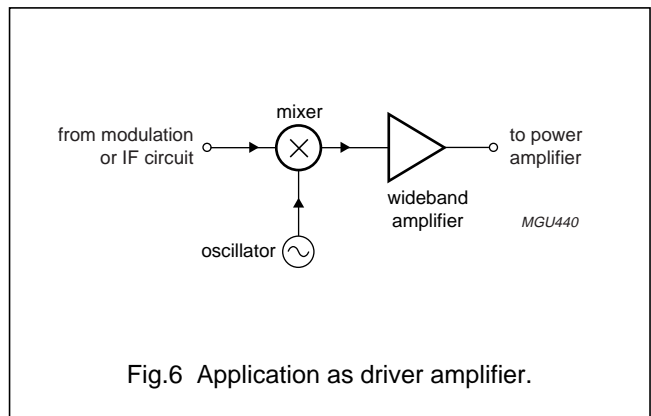 mixer
from modulation
or IF circuit
to power
amplifier
wideband
amplifier
MGU440
oscillator
Fig.6 Application as driver amplifier.